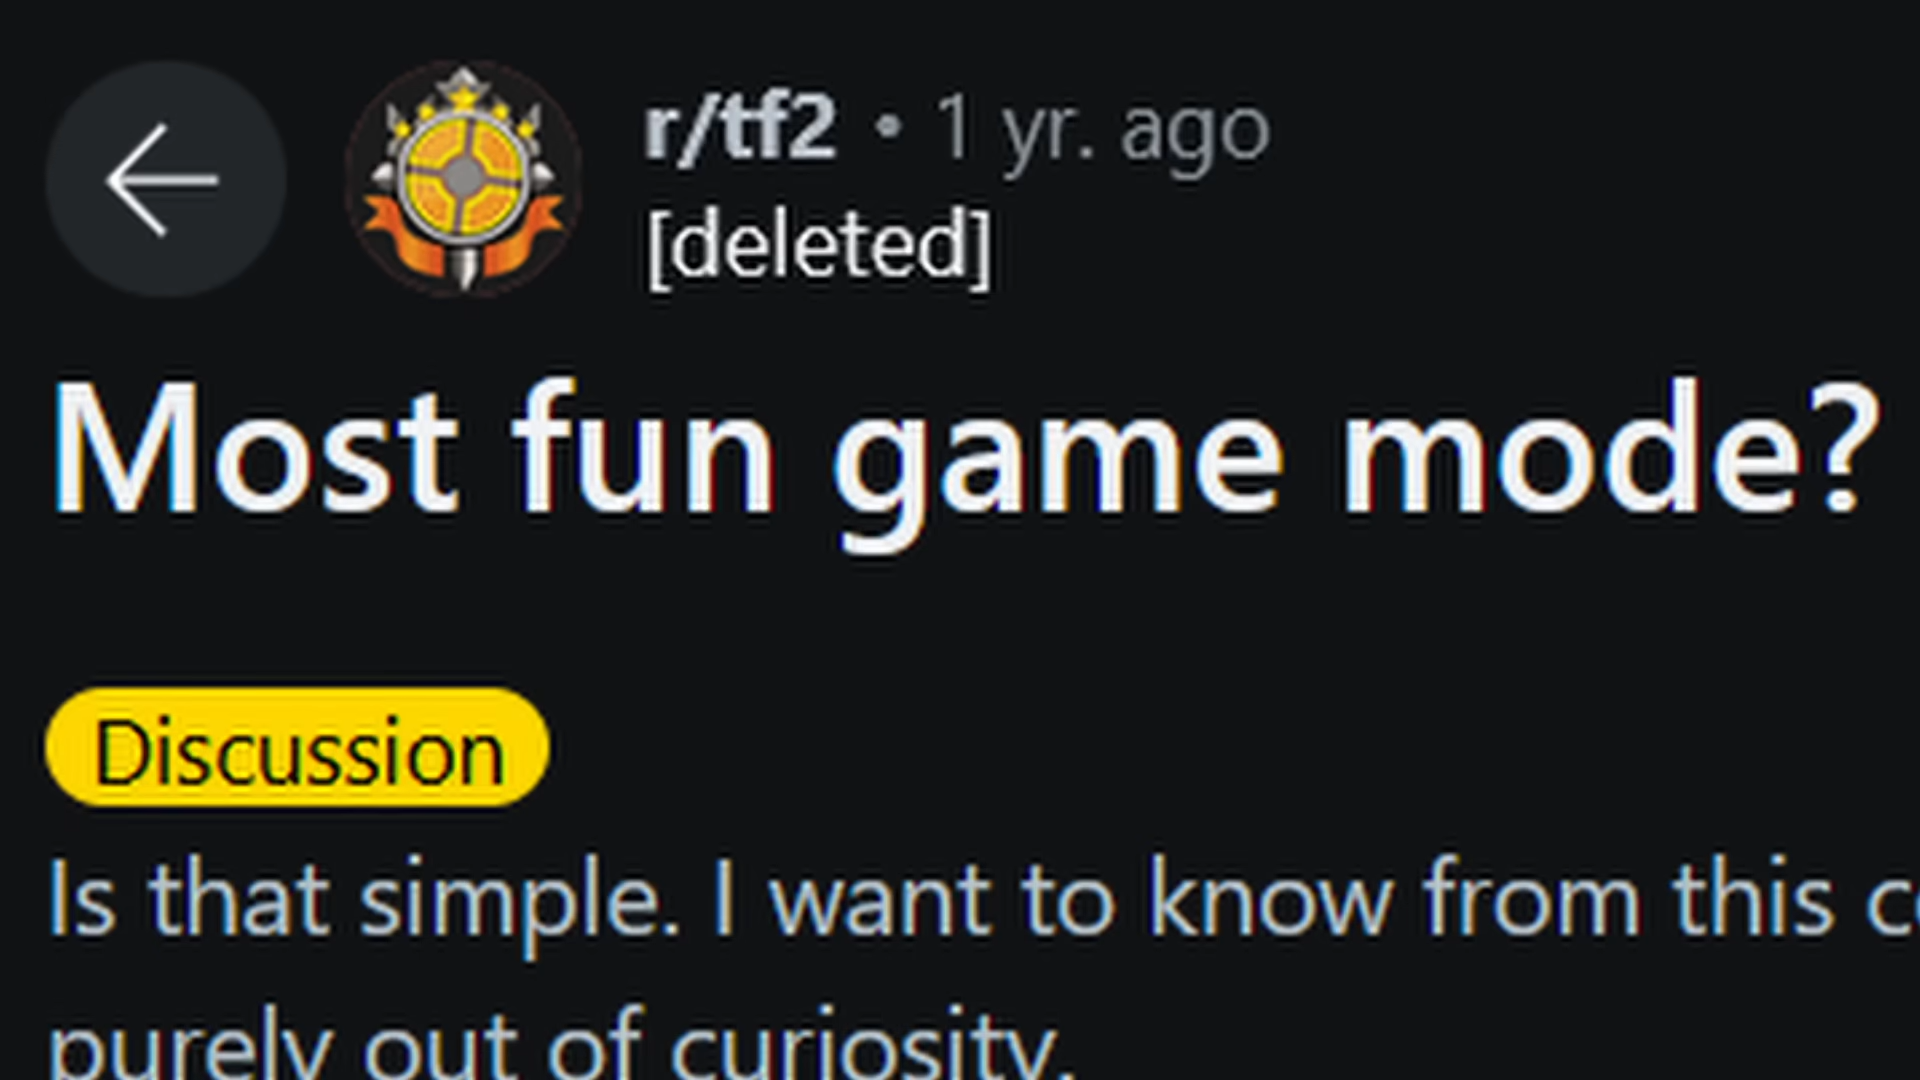 r/tf2 • 1 yr. ago
[deleted]
Most fun game mode?
Discussion
Is that simple. I want to know from this
purely out of curiosity.